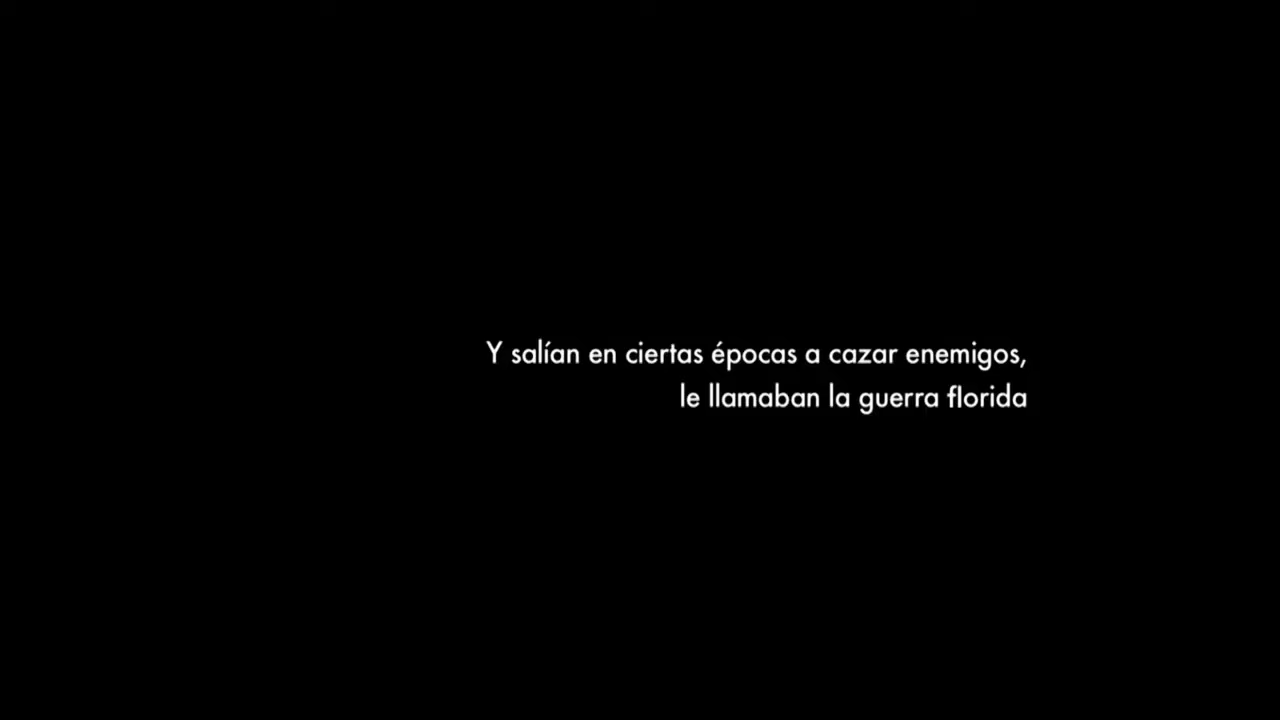 Y salían en ciertas épocas a cazar enemigos,
le llamaban la guerra florida